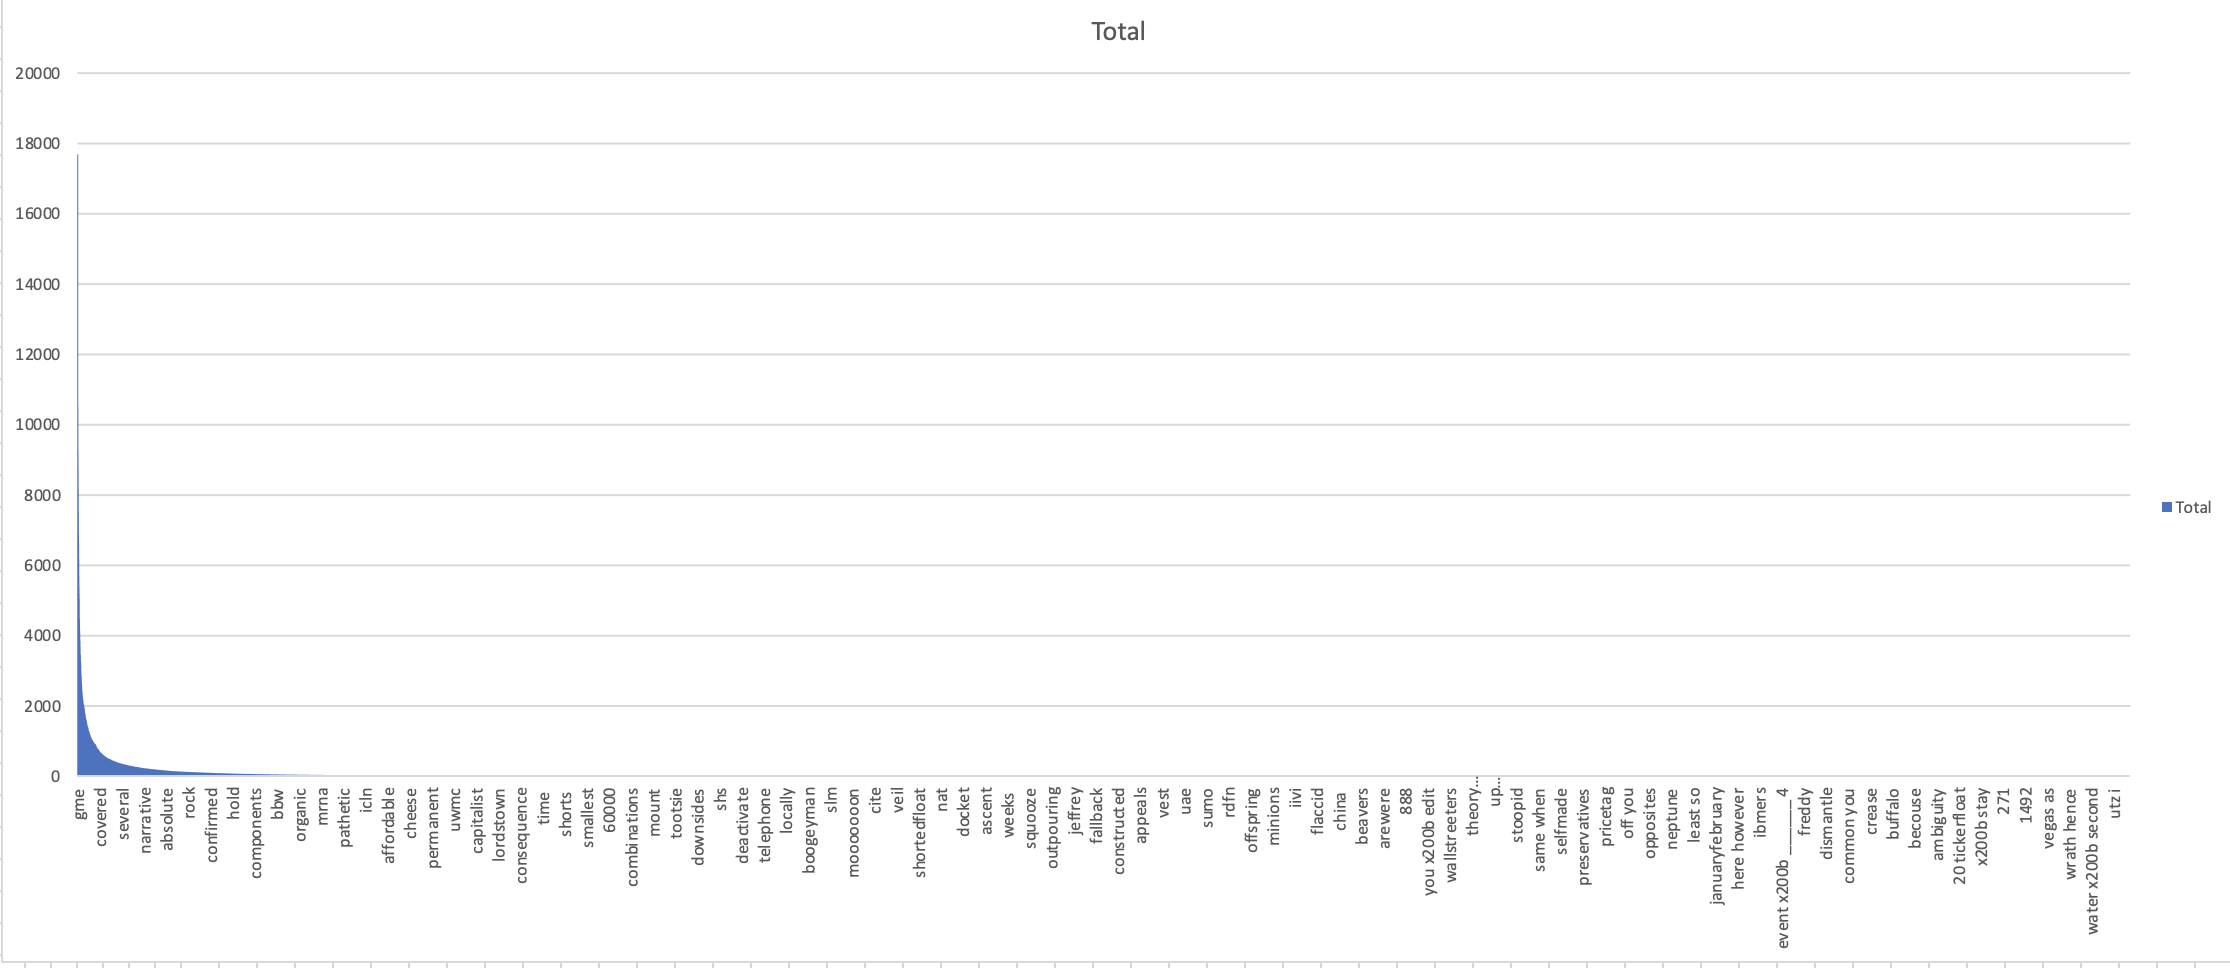 Total
20000
18000
16000
14000
12000
10000
8000
6000
4000
2000
0
gme
covered
several
narrative
absolute
rock
confirmed
hold
components
bbw
organic
mrna
pathetic
icln
affordable
cheese
permanent
uwmc
capitalist
lordstown
consequence
time
shorts
smallest
60000
combinations
mount
tootsie
downsides
shs
deactivate
telephone
locally
boogeyman
slm
moooooooon
cite
veil
shortedfloat
nat
docket
ascent
weeks
squooze
outpouring
jeffrey
fallback
constructed
appeals
vest
uae
sumo
rdfn
offspring
minions
iivi
flaccid
china
beavers
arewere
888
you x200b edit
wallstreeters
theory...
up...
stoopid
same when
selfmade
preservatives
pricetag
off you
opposites
neptune
least so
januaryfebruary
here however
ibmers
event x200b ______ 4
freddy
dismantle
common you
crease
buffalo
becouse
ambiguity
20 tickerfloat
x200b stay
271
1492
vegas as
wrath hence
water x200b second
utz i
Total